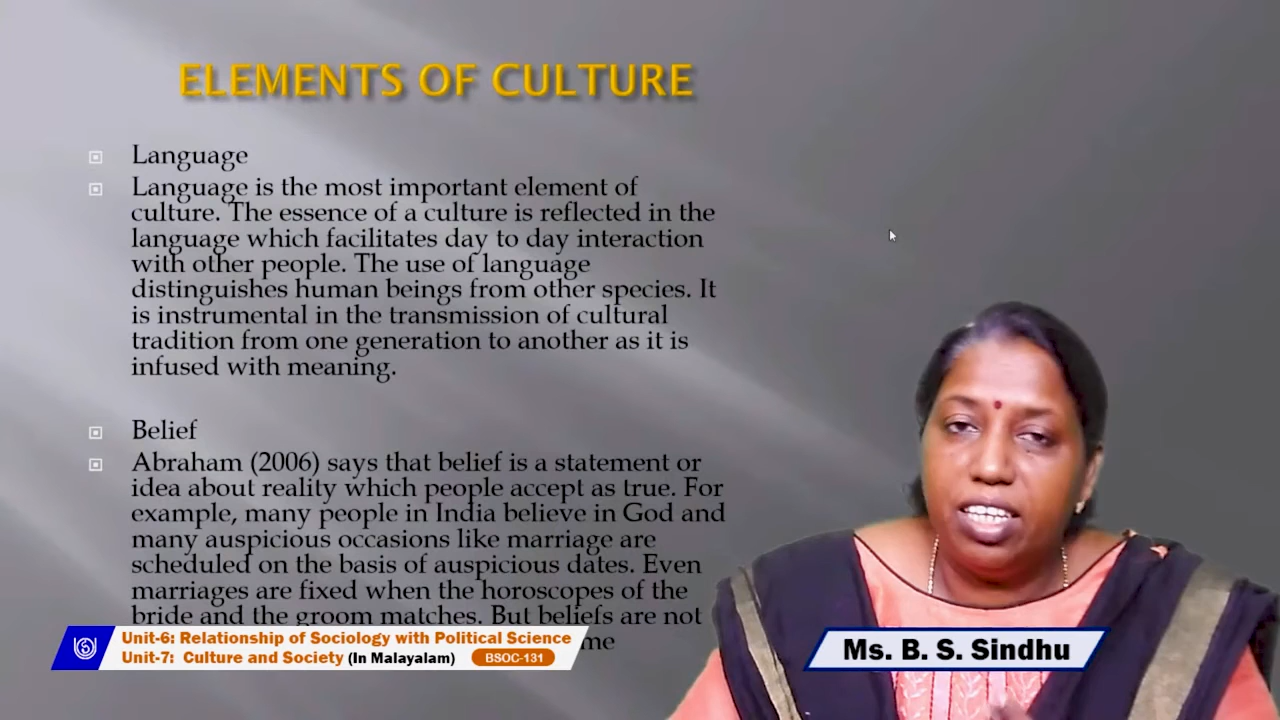 ELEMENTS OF CULTURE
Language
Language is the most important element of
culture. The essence of a culture is reflected in the
language which facilitates day to day interaction
with other people. The use of language
distinguishes human beings from other species. It
is instrumental in the transmission of cultural
tradition from one generation to another as it is
infused with meaning.
Belief
Abraham (2006) says that belief is a statement or
idea about reality which people accept as true. For
example, many people in India believe in God and
many auspicious occasions like marriage are
scheduled on the basis of auspicious dates. Even
marriages are fixed when the horoscopes of the
bride and the groom matches. But beliefs are not
Unit-6: Relationship of Sociology with Political Science
Unit-7: Culture and Society (In Malayalam) BSOC-131
Ms. B. S. Sindhu